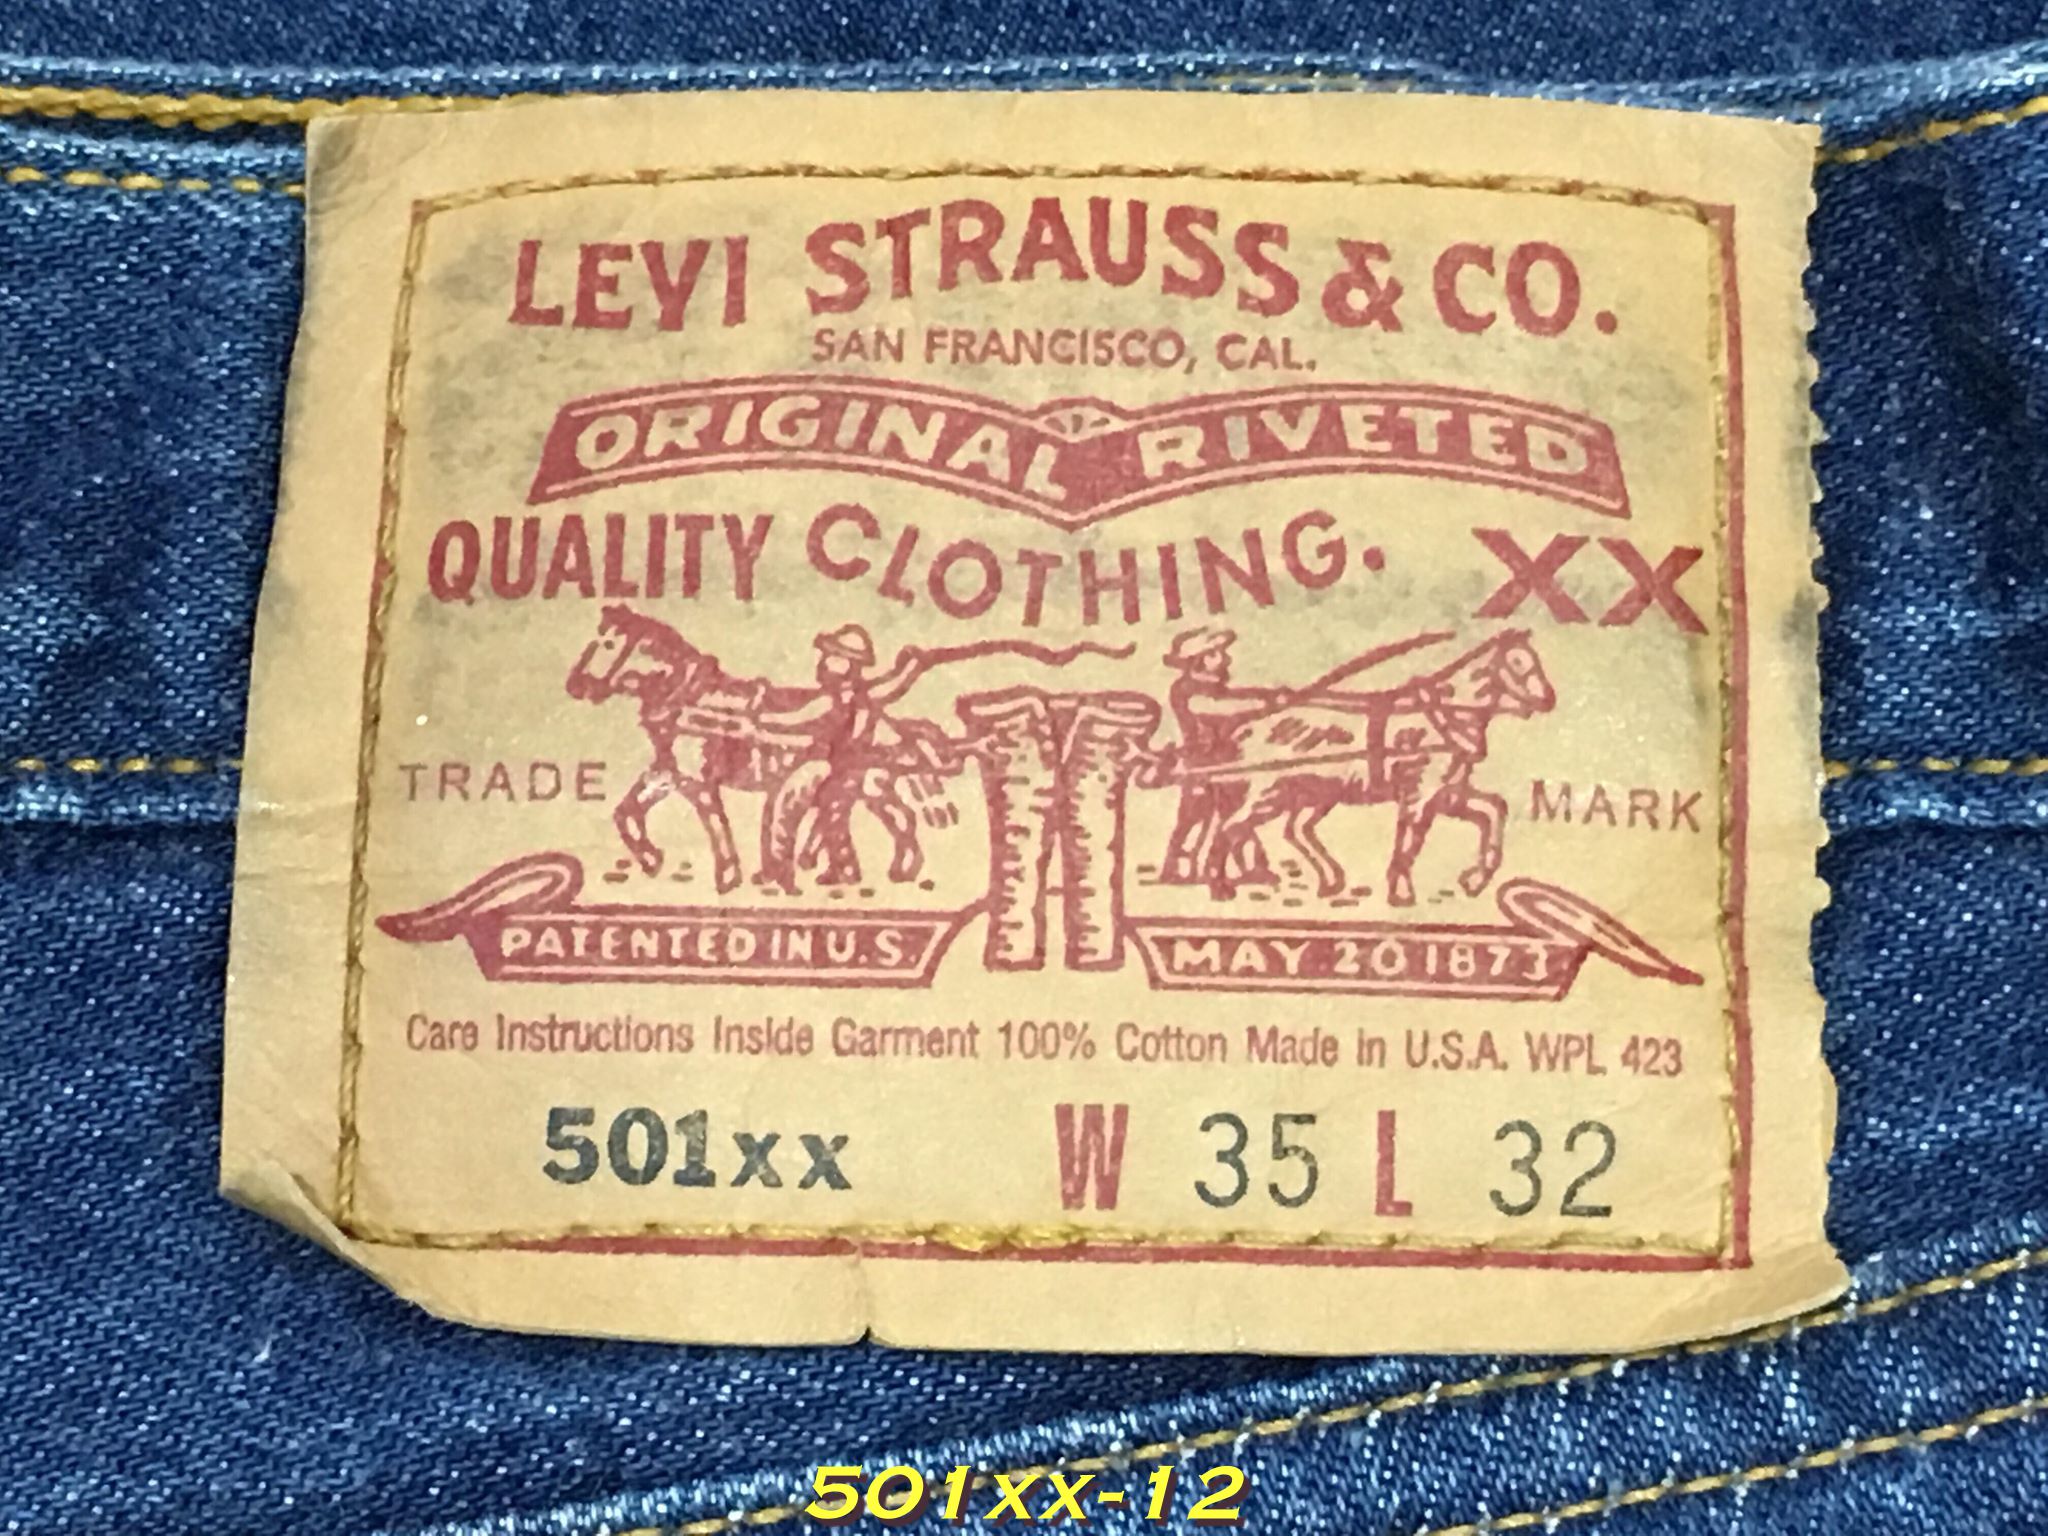 LEVI STRAUSS & CO.
SAN FRANCISCO, CAL.
ORIGINAL RIVETED
QUALITY CLOTHING. XX
TRADE MARK
PATENTED IN U.S. MAY 20 1873
Care Instructions Inside Garment 100% Cotton Made in U.S.A. WPL 423
501xx W 35 L 32
501xx-12